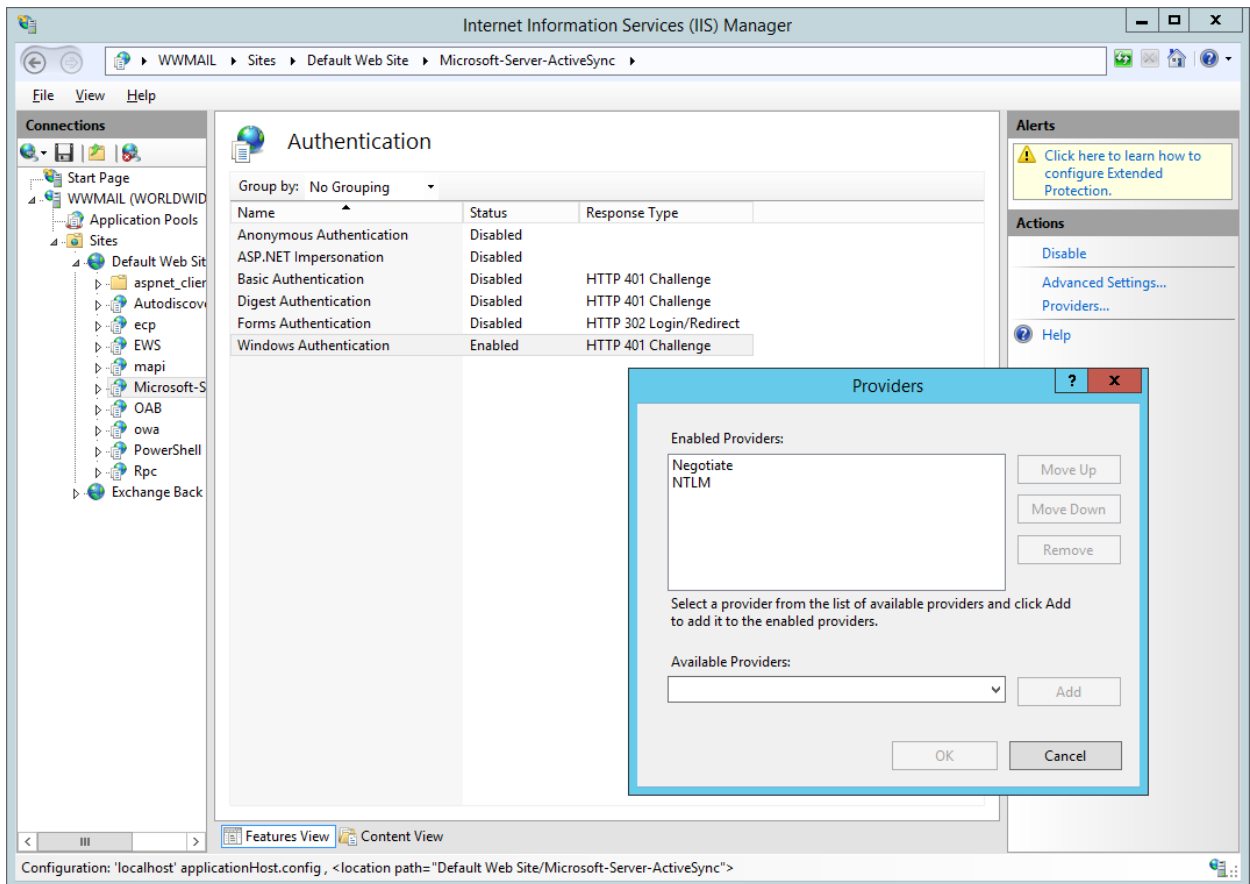 Internet Information Services (IIS) Manager
WWMAIL Sites Default Web Site Microsoft-Server-ActiveSync
File View Help
Connections
Start Page
WWMAIL (WORLDWID
Application Pools
Sites
Default Web Sit
aspnet_clier
Autodiscov
ecp
EWS
mapi
Microsoft-S
OAB
owa
PowerShell
Rpc
Exchange Back
Authentication
Group by: No Grouping
Name Status Response Type
Anonymous Authentication Disabled
ASP.NET Impersonation Disabled
Basic Authentication Disabled HTTP 401 Challenge
Digest Authentication Disabled HTTP 401 Challenge
Forms Authentication Disabled HTTP 302 Login/Redirect
Windows Authentication Enabled HTTP 401 Challenge
Alerts
Click here to learn how to
configure Extended
Protection.
Actions
Disable
Advanced Settings...
Providers...
Help
Providers
? x
Enabled Providers:
Negotiate
NTLM
Move Up
Move Down
Remove
Select a provider from the list of available providers and click Add
to add it to the enabled providers.
Available Providers:
Add
OK Cancel
Features View Content View
Configuration: 'localhost' applicationHost.config , <location path="Default Web Site/Microsoft-Server-ActiveSync">